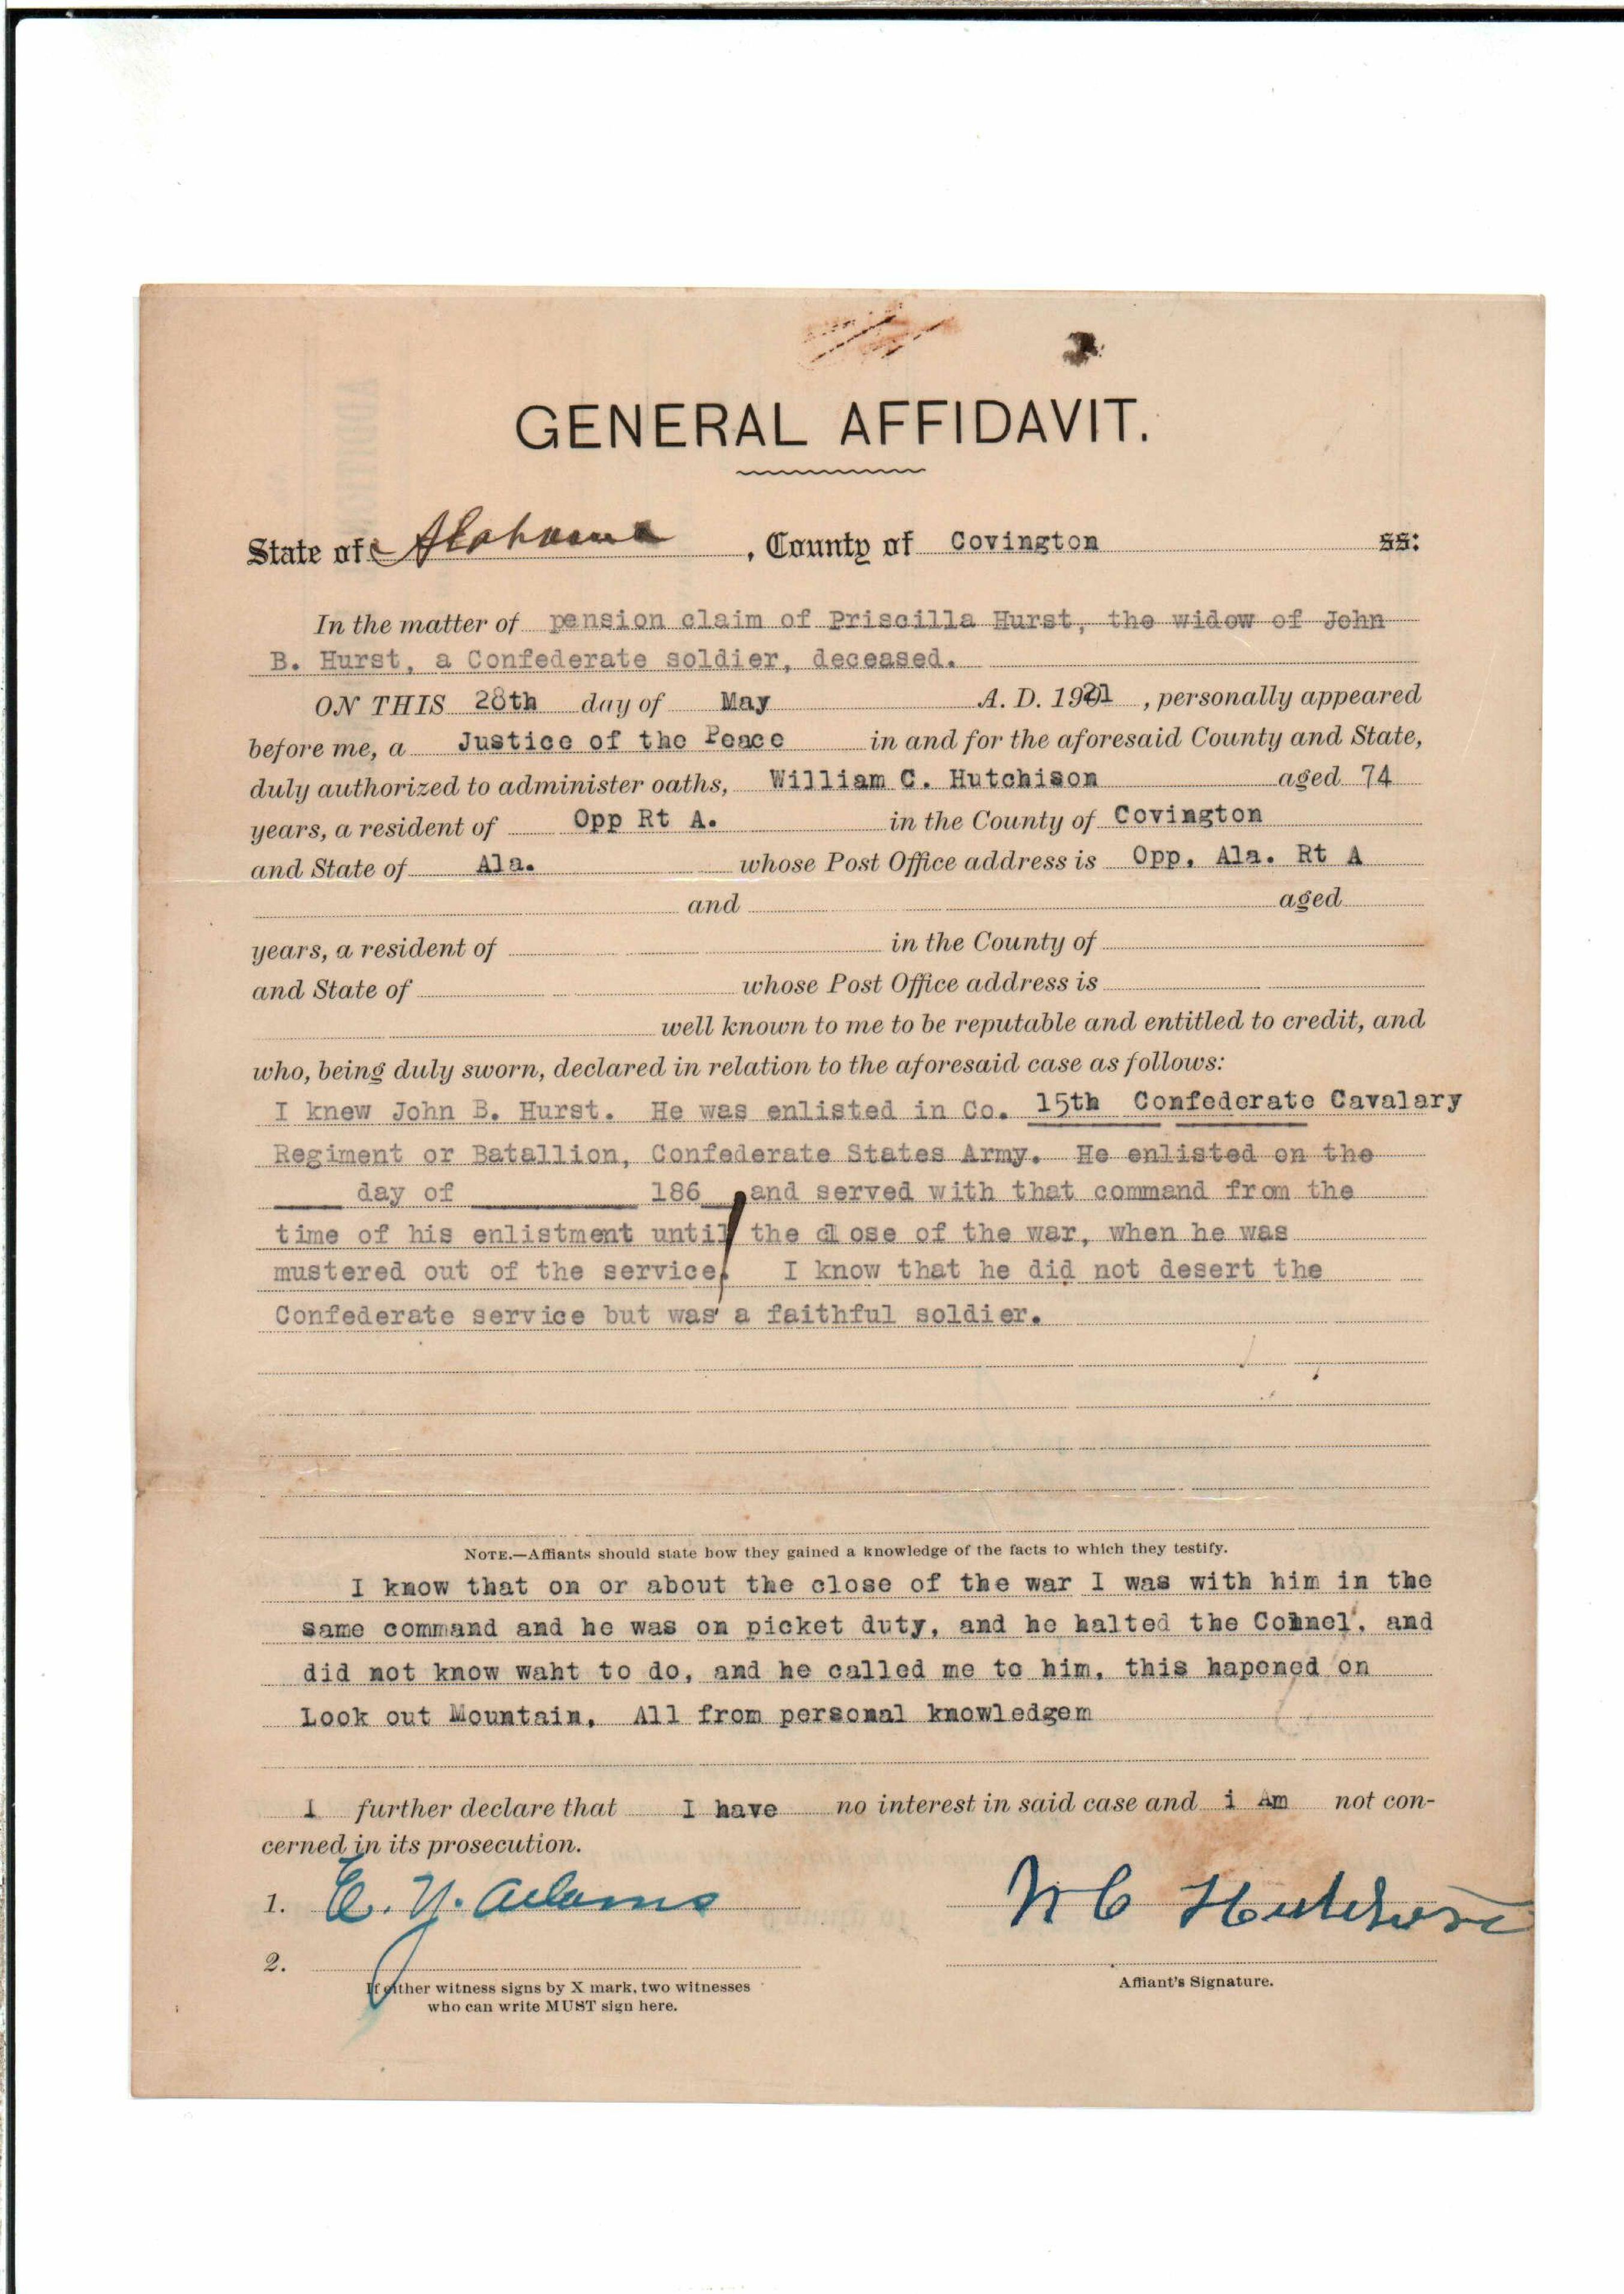 GENERAL AFFIDAVIT.
State of Alabama, County of Covington ss:
In the matter of pension claim of Priscilla Hurst, the widow of John
B. Hurst, a Confederate soldier, deceased.
ON THIS 28th day of May A. D. 1921, personally appeared
before me, a Justice of the Peace in and for the aforesaid County and State,
duly authorized to administer oaths, William C. Hutchison aged 74
years, a resident of Opp Rt A. in the County of Covington
and State of Ala. whose Post Office address is Opp, Ala. Rt A
and aged
years, a resident of in the County of
and State of whose Post Office address is
well known to me to be reputable and entitled to credit, and
who, being duly sworn, declared in relation to the aforesaid case as follows:
I knew John B. Hurst. He was enlisted in Co. 15th Confederate Cavalary
Regiment or Batallion, Confederate States Army. He enlisted on the
____ day of ________ 186__ and served with that command from the
time of his enlistment until the close of the war, when he was
mustered out of the service. I know that he did not desert the
Confederate service but was a faithful soldier.
NOTE.—Affiants should state how they gained a knowledge of the facts to which they testify.
I know that on or about the close of the war I was with him in the
same command and he was on picket duty, and he halted the Colnel, and
did not know waht to do, and he called me to him, this hapened on
Look out Mountain, All from personal knowledgem
I further declare that I have no interest in said case and i Am not con-
cerned in its prosecution.
1. E. Y. Adams W C Hutchison
2.
If either witness signs by X mark, two witnesses
who can write MUST sign here.
Affiant's Signature.